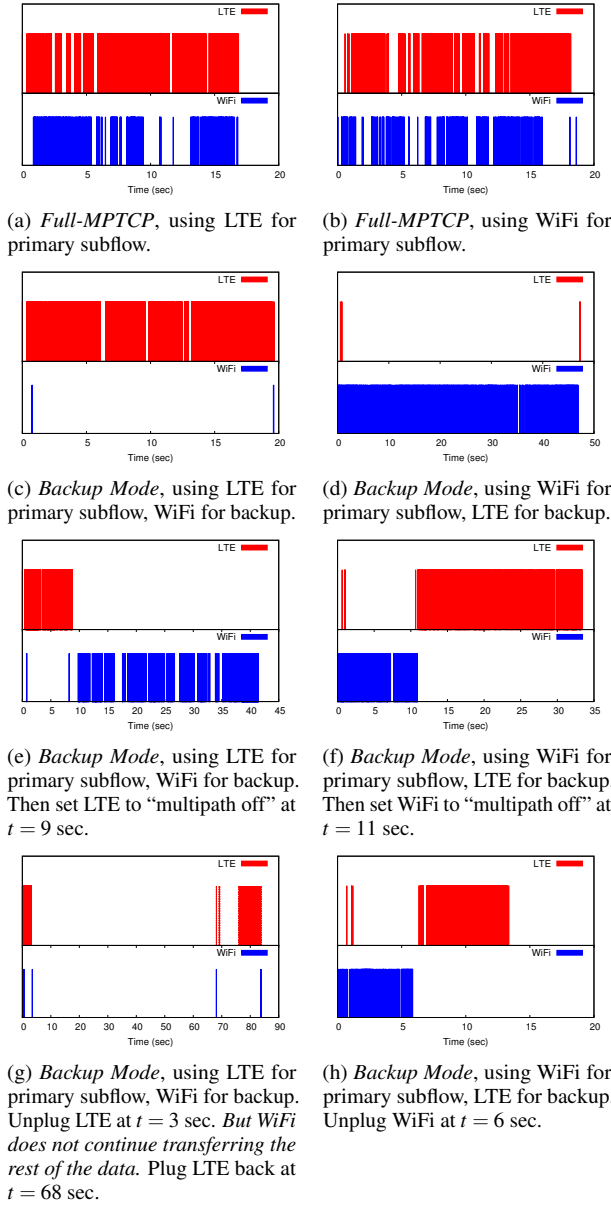 LTE
WiFi
0 5 10 15 20
Time (sec)
(a) Full-MPTCP, using LTE for
primary subflow.
LTE
WiFi
0 5 10 15 20
Time (sec)
(b) Full-MPTCP, using WiFi for
primary subflow.
LTE
WiFi
0 5 10 15 20
Time (sec)
(c) Backup Mode, using LTE for
primary subflow, WiFi for backup.
LTE
WiFi
0 10 20 30 40 50
Time (sec)
(d) Backup Mode, using WiFi for
primary subflow, LTE for backup.
LTE
WiFi
0 5 10 15 20 25 30 35 40 45
Time (sec)
(e) Backup Mode, using LTE for
primary subflow, WiFi for backup.
Then set LTE to “multipath off” at
t = 9 sec.
LTE
WiFi
0 5 10 15 20 25 30 35
Time (sec)
(f) Backup Mode, using WiFi for
primary subflow, LTE for backup.
Then set WiFi to “multipath off” at
t = 11 sec.
LTE
WiFi
0 10 20 30 40 50 60 70 80 90
Time (sec)
(g) Backup Mode, using LTE for
primary subflow, WiFi for backup.
Unplug LTE at t = 3 sec. But WiFi
does not continue transferring the
rest of the data. Plug LTE back at
t = 68 sec.
LTE
WiFi
0 5 10 15 20
Time (sec)
(h) Backup Mode, using WiFi for
primary subflow, LTE for backup.
Unplug WiFi at t = 6 sec.